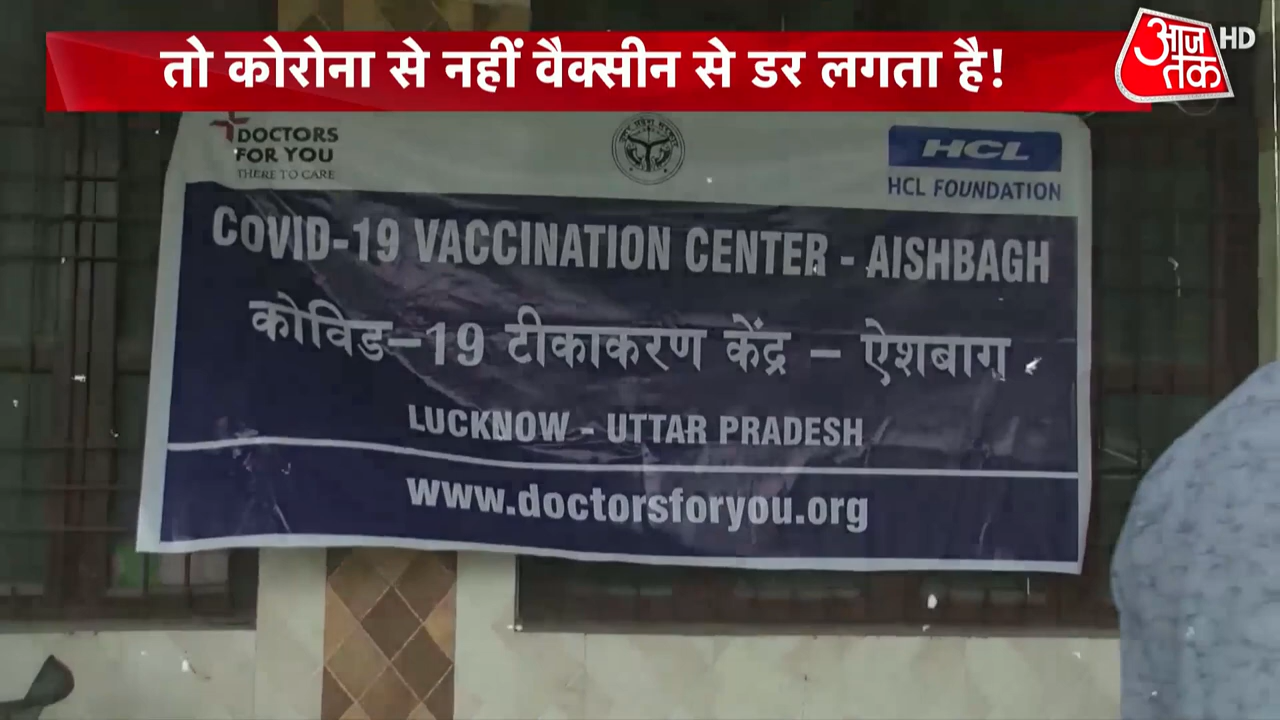 तो कोरोना से नहीं वैक्सीन से डर लगता है!
आज
तक
HD
DOCTORS
FOR YOU
THERE TO CARE
HCL
HCL FOUNDATION
COVID-19 VACCINATION CENTER - AISHBAGH
कोविड–19 टीकाकरण केंद्र – ऐशबाग
LUCKNOW - UTTAR PRADESH
www.doctorsforyou.org